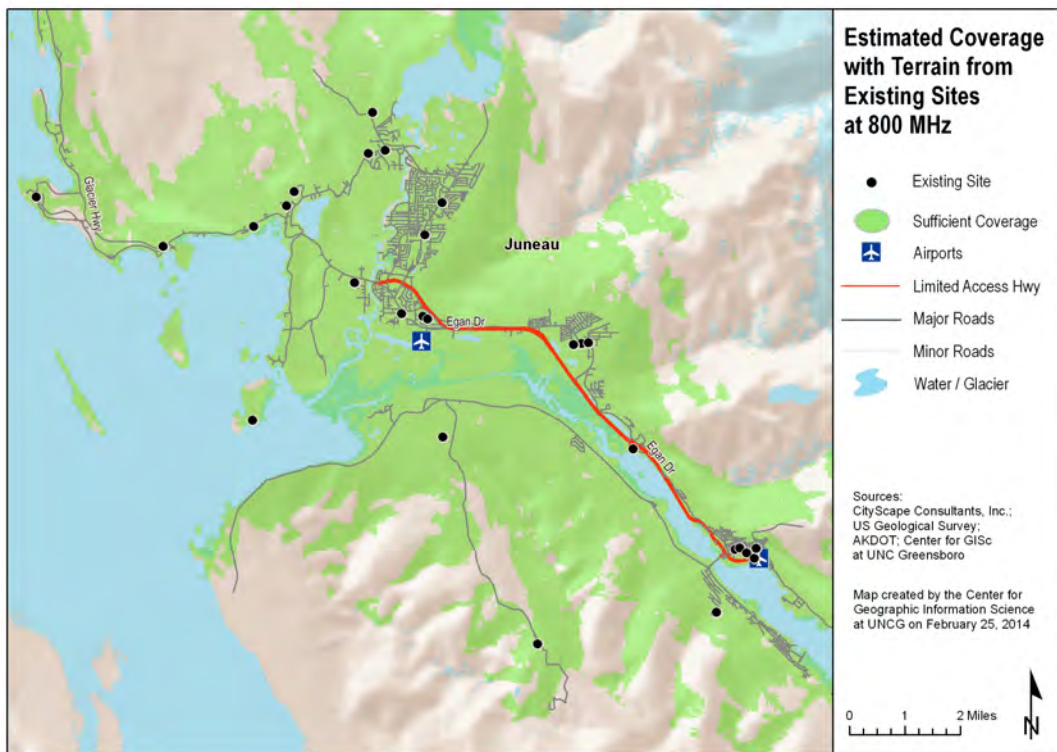 Estimated Coverage
with Terrain from
Existing Sites
at 800 MHz
Existing Site
Sufficient Coverage
Airports
Limited Access Hwy
Major Roads
Minor Roads
Water / Glacier
Sources:
CityScape Consultants, Inc.;
US Geological Survey;
AKDOT; Center for GISc
at UNC Greensboro
Map created by the Center for
Geographic Information Science
at UNCG on February 25, 2014
0 1 2 Miles
N
Glacier Hwy
Juneau
Egan Dr
Egan Dr